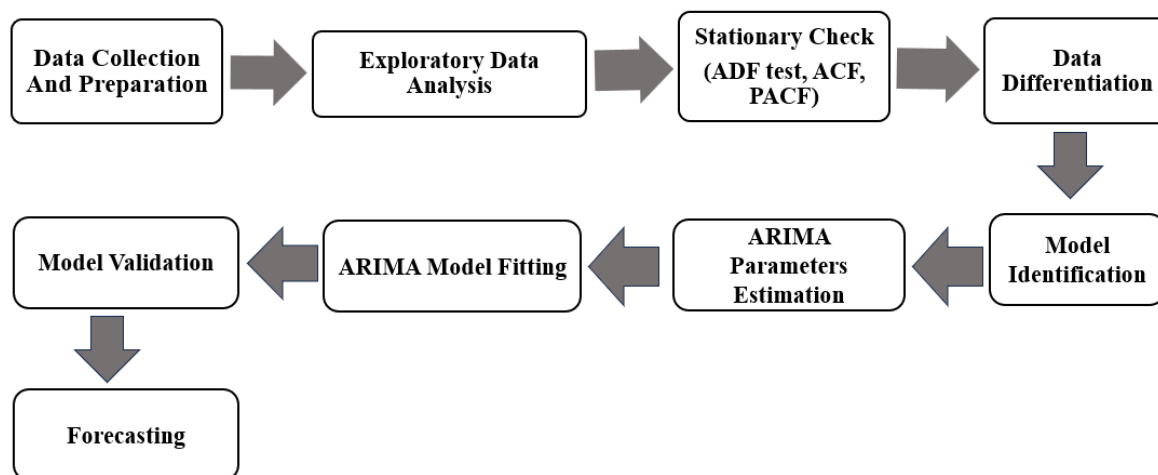 Data Collection
And Preparation
Exploratory Data
Analysis
Stationary Check
(ADF test, ACF,
PACF)
Data
Differentiation
Model
Identification
ARIMA
Parameters
Estimation
ARIMA Model Fitting
Model Validation
Forecasting